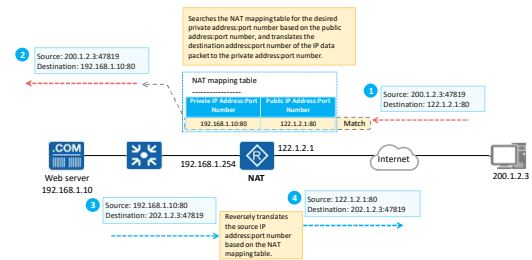 Searches the NAT mapping table for the desired
private address:port number based on the public
address:port number, and translates the
destination address:port number of the IP data
packet to the private address:port number.
2
Source: 200.1.2.3:47819
Destination: 192.168.1.10:80
NAT mapping table
-----------------
Private IP Address:Port
Number
Public IP Address:Port
Number
192.168.1.10:80
122.1.2.1:80
Match
1
Source: 200.1.2.3:47819
Destination: 122.1.2.1:80
.COM
Web server
192.168.1.10
192.168.1.254
R
NAT
122.1.2.1
Internet
200.1.2.3
3
Source: 192.168.1.10:80
Destination: 202.1.2.3:47819
Reversely translates
the source IP
address:port number
based on the NAT
mapping table.
4
Source: 122.1.2.1:80
Destination: 202.1.2.3:47819